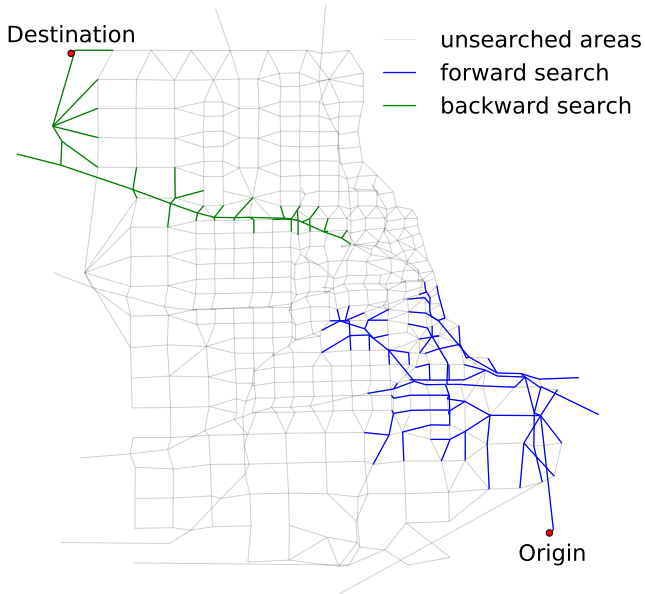 Destination
unsearched areas
forward search
backward search
Origin